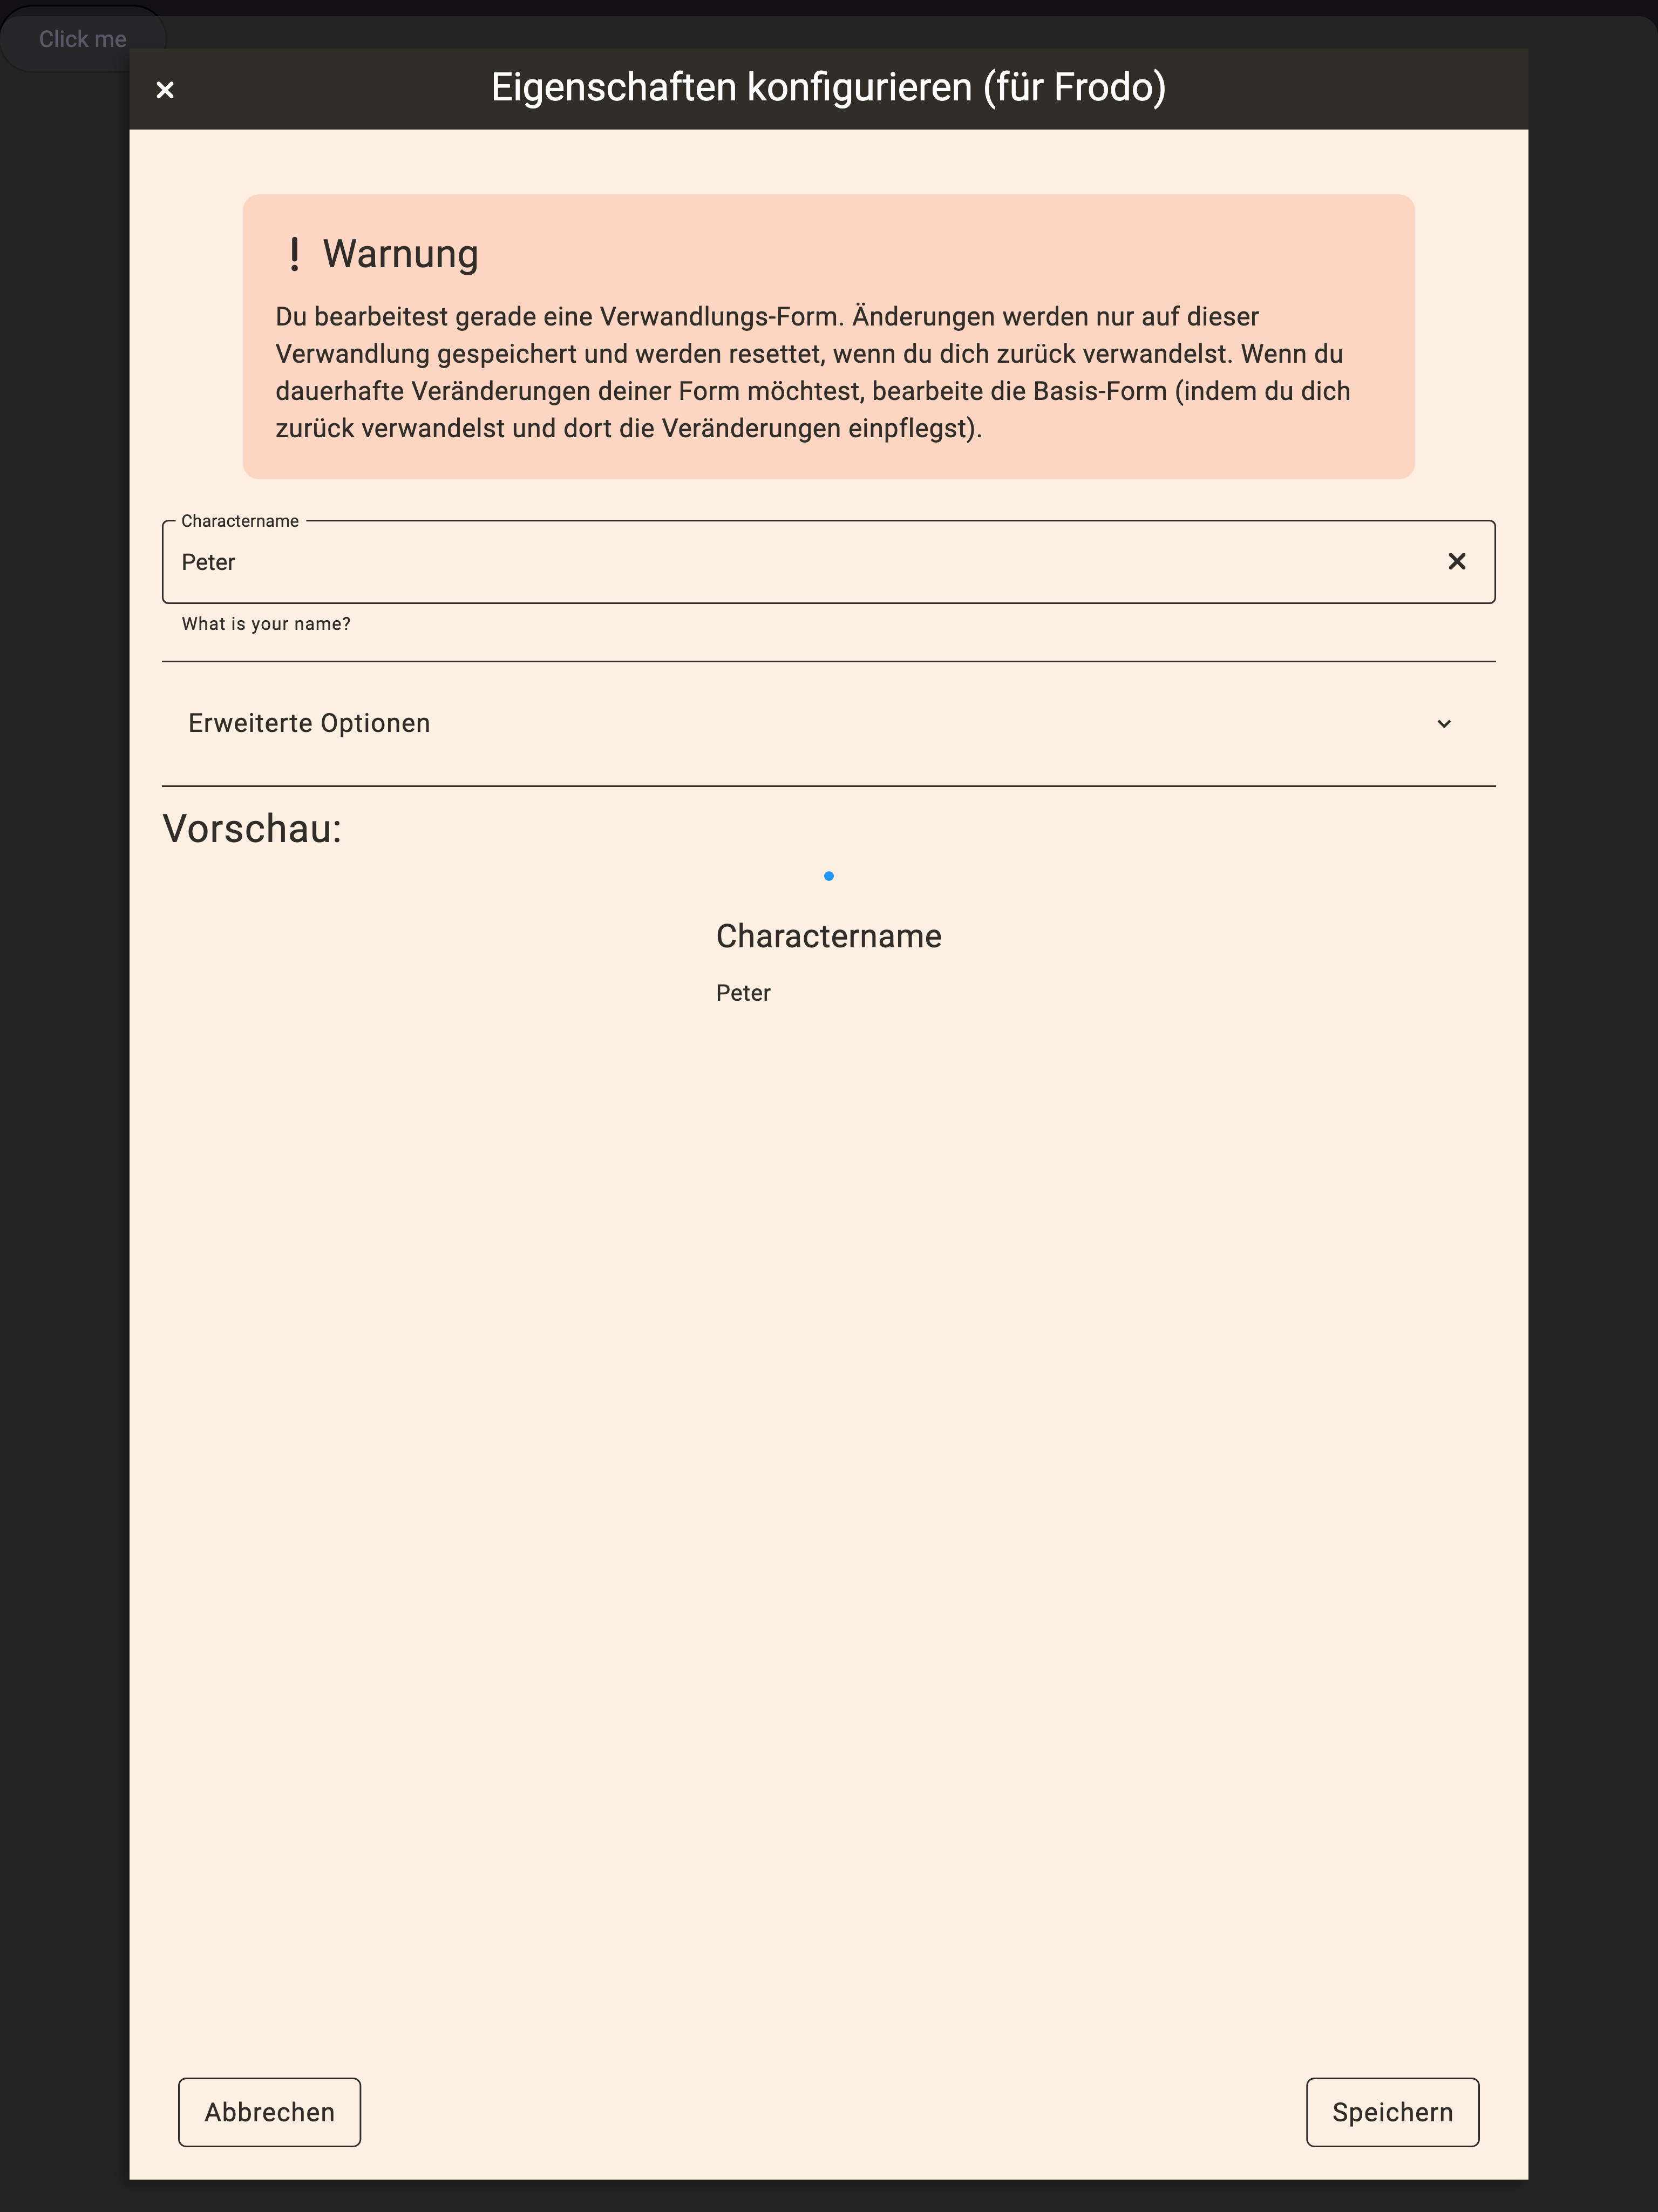 Click me
Eigenschaften konfigurieren (für Frodo)
Warnung
Du bearbeitest gerade eine Verwandlungs-Form. Änderungen werden nur auf dieser
Verwandlung gespeichert und werden resettet, wenn du dich zurück verwandelst. Wenn du
dauerhafte Veränderungen deiner Form möchtest, bearbeite die Basis-Form (indem du dich
zurück verwandelst und dort die Veränderungen einpflegst).
Charactername
Peter
What is your name?
Erweiterte Optionen
Vorschau:
Charactername
Peter
Abbrechen
Speichern